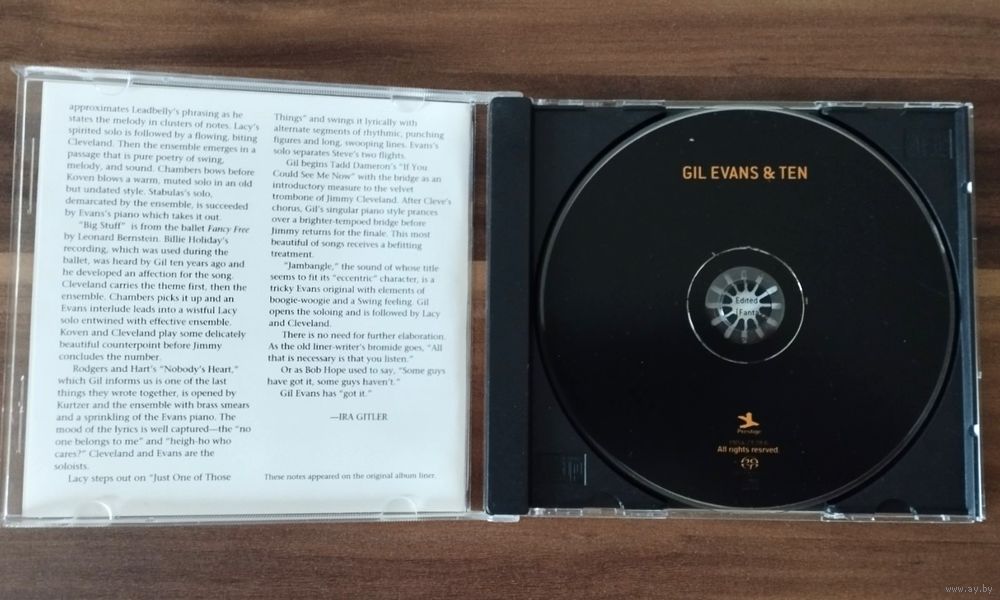 approximates Leadbelly's phrasing as he
states the melody in clusters of notes. Lacy's
spirited solo is followed by a flowing, biting
Cleveland. Then the ensemble emerges in a
passage that is pure poetry of swing,
melody, and sound. Chambers bows before
Koven blows a warm, muted solo in an old
but undated style. Stabulas's solo,
demarcated by the ensemble, is succeeded
by Evans's piano which takes it out.
"Big Stuff" is from the ballet Fancy Free
by Leonard Bernstein. Billie Holiday's
recording, which was used during the
ballet, was heard by Gil ten years ago and
he developed an affection for the song.
Cleveland carries the theme first, then the
ensemble. Chambers picks it up and an
Evans interlude leads into a wistful Lacy
solo entwined with effective ensemble.
Koven and Cleveland play some delicately
beautiful counterpoint before Jimmy
concludes the number.
Rodgers and Hart's "Nobody's Heart,"
which Gil informs us is one of the last
things they wrote together, is opened by
Kurtzer and the ensemble with brass smears
and a sprinkling of the Evans piano. The
mood of the lyrics is well captured—the "no
one belongs to me" and "heigh-ho who
cares?" Cleveland and Evans are the
soloists.
Lacy steps out on "Just One of Those
Things" and swings it lyrically with
alternate segments of rhythmic, punching
figures and long, swooping lines. Evans's
solo separates Steve's two flights.
Gil begins Tadd Dameron's "If You
Could See Me Now" with the bridge as an
introductory measure to the velvet
trombone of Jimmy Cleveland. After Cleve's
chorus, Gil's singular piano style prances
over a brighter-tempoed bridge before
Jimmy returns for the finale. This most
beautiful of songs receives a befitting
treatment.
"Jambangle," the sound of whose title
seems to fit its "eccentric" character, is a
tricky Evans original with elements of
boogie-woogie and a Swing feeling. Gil
opens the soloing and is followed by Lacy
and Cleveland.
There is no need for further elaboration.
As the old liner-writer's bromide goes, "All
that is necessary is that you listen."
Or as Bob Hope used to say, "Some guys
have got it, some guys haven't."
Gil Evans has "got it."
—IRA GITLER
These notes appeared on the original album liner.
GIL EVANS & TEN
Edited
Fanta
Prestige
All rights resrved.
www.ay.by